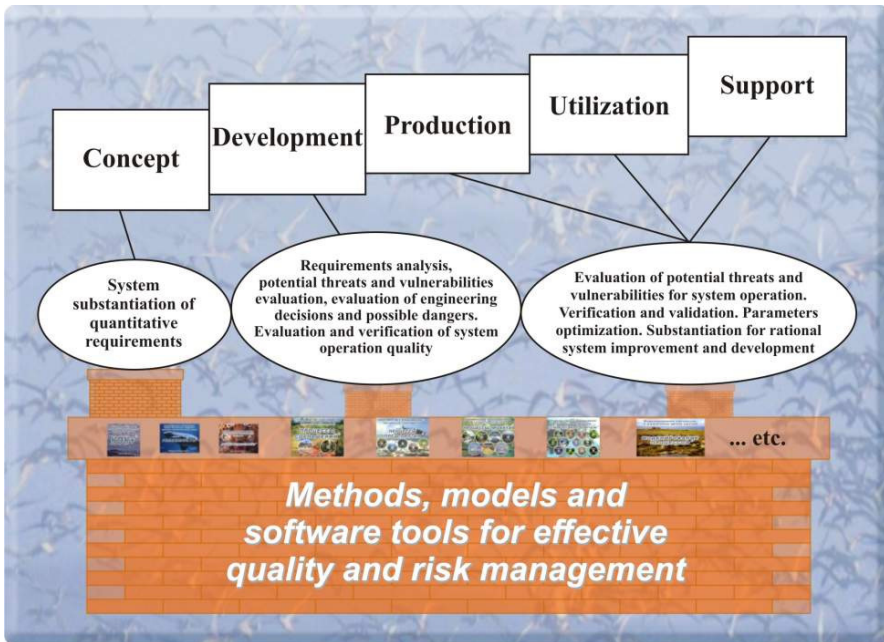 Concept
Development
Production
Utilization
Support
System
substantiation of
quantitative
requirements
Requirements analysis,
potential threats and vulnerabilities
evaluation, evaluation of engineering
decisions and possible dangers.
Evaluation and verification of system
operation quality
Evaluation of potential threats and
vulnerabilities for system operation.
Verification and validation. Parameters
optimization. Substantiation for rational
system improvement and development
... etc.
Methods, models and
software tools for effective
quality and risk management